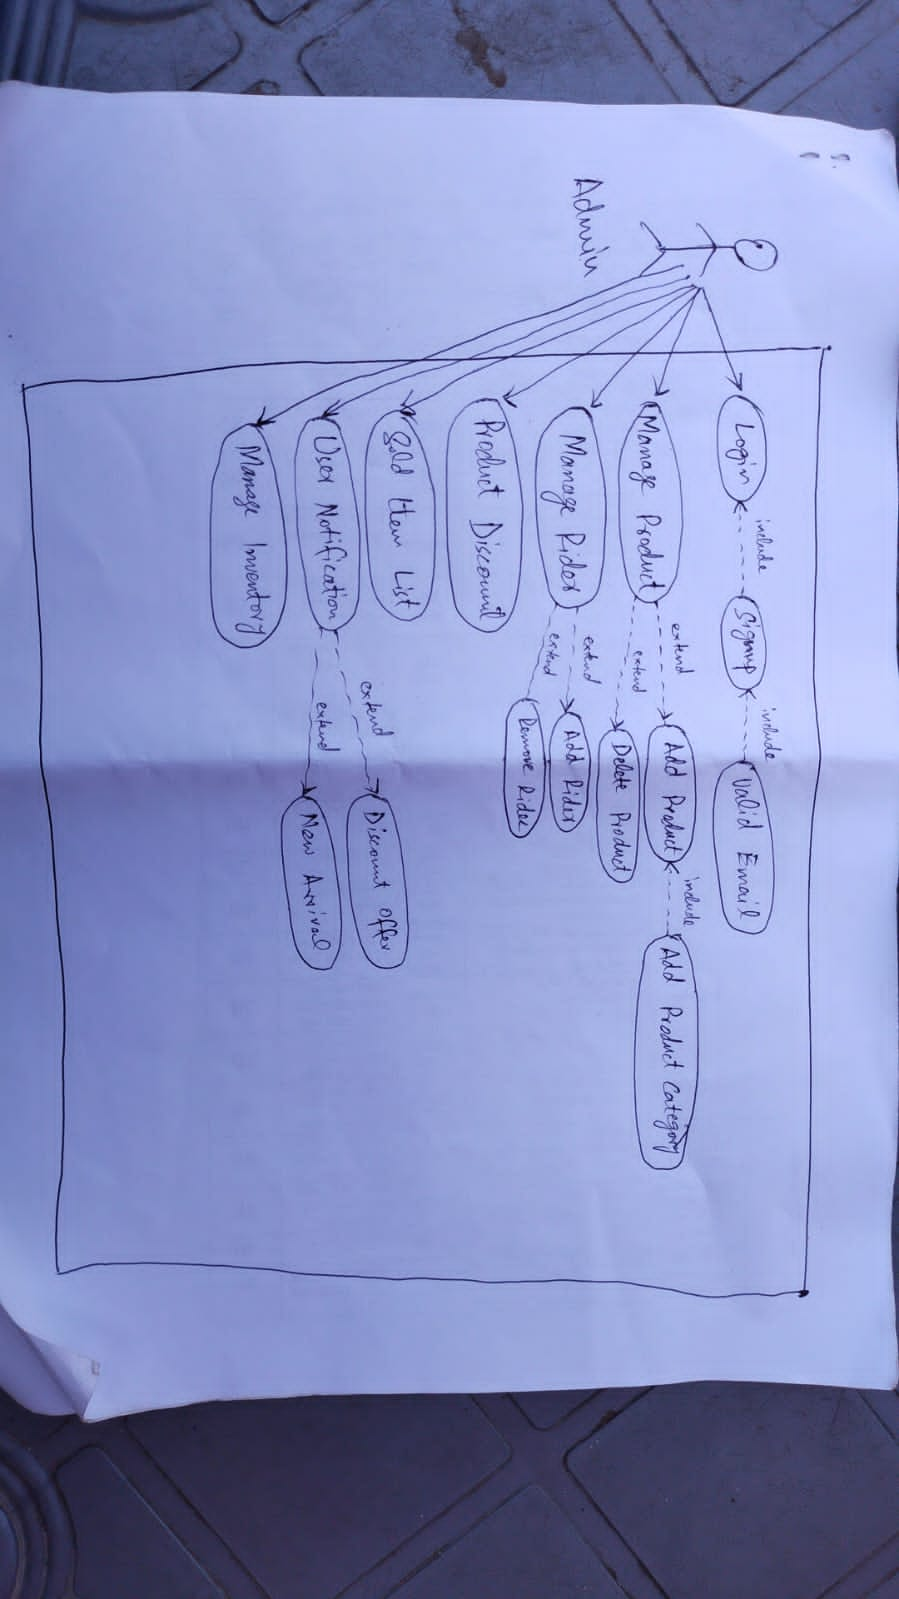 Admin
Login
include
Signup
include
Valid Email
Manage Product
extend
Add Product
include
Add Product Category
extend
Delete Product
Manage Rider
extend
Add Rider
extend
Remove Rider
Product Discount
Sold Item List
User Notification
extend
Discount Offer
extend
New Arrival
Manage Inventory